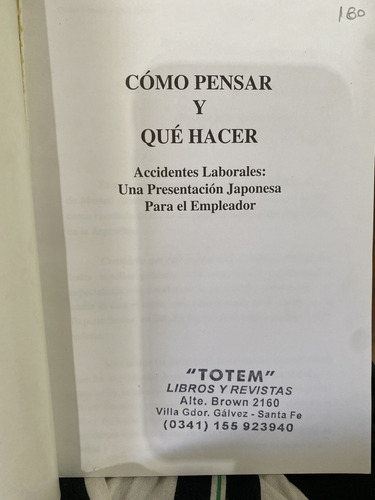 180
CÓMO PENSAR
Y
QUÉ HACER
Accidentes Laborales:
Una Presentación Japonesa
Para el Empleador
"TOTEM"
LIBROS Y REVISTAS
Alte. Brown 2160
Villa Gdor. Gálvez - Santa Fe
(0341) 155 923940